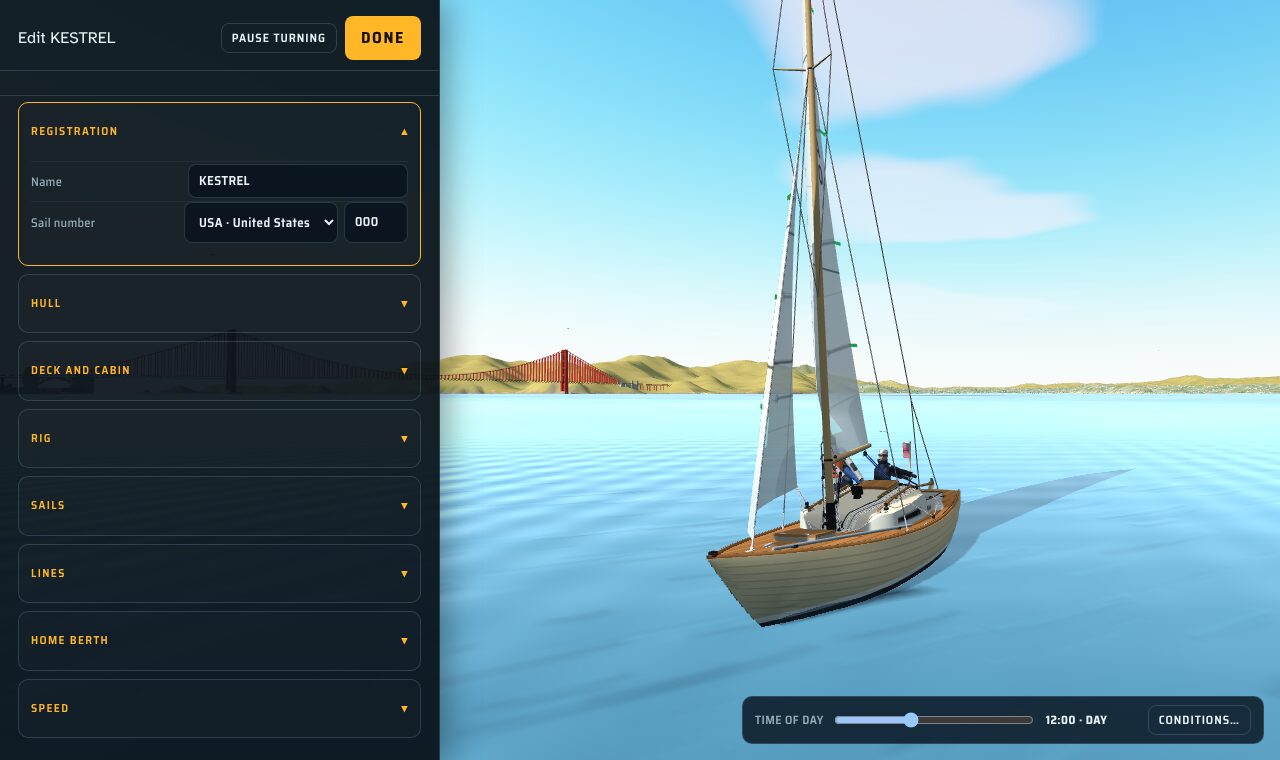 Edit KESTREL
PAUSE TURNING
DONE
REGISTRATION
Name
KESTREL
Sail number
USA · United States
000
HULL
DECK AND CABIN
RIG
SAILS
LINES
HOME BERTH
SPEED
TIME OF DAY
12:00 · DAY
CONDITIONS…